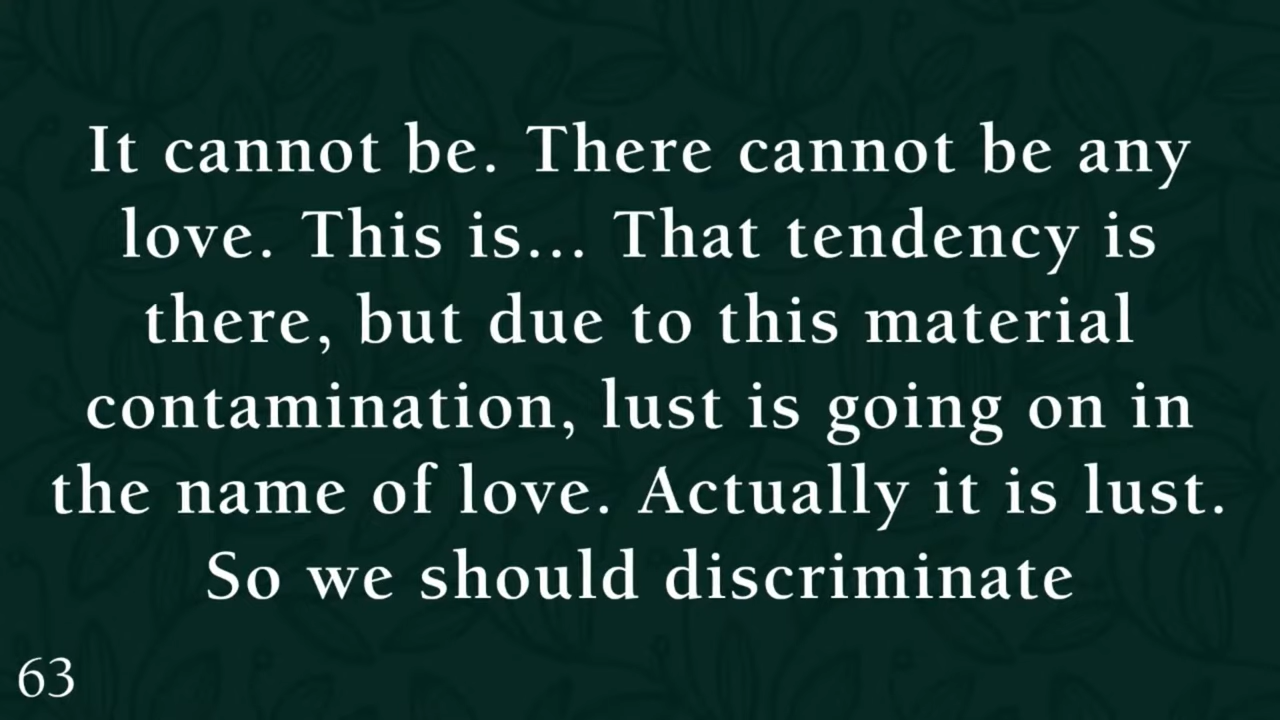 It cannot be. There cannot be any
love. This is... That tendency is
there, but due to this material
contamination, lust is going on in
the name of love. Actually it is lust.
So we should discriminate
63